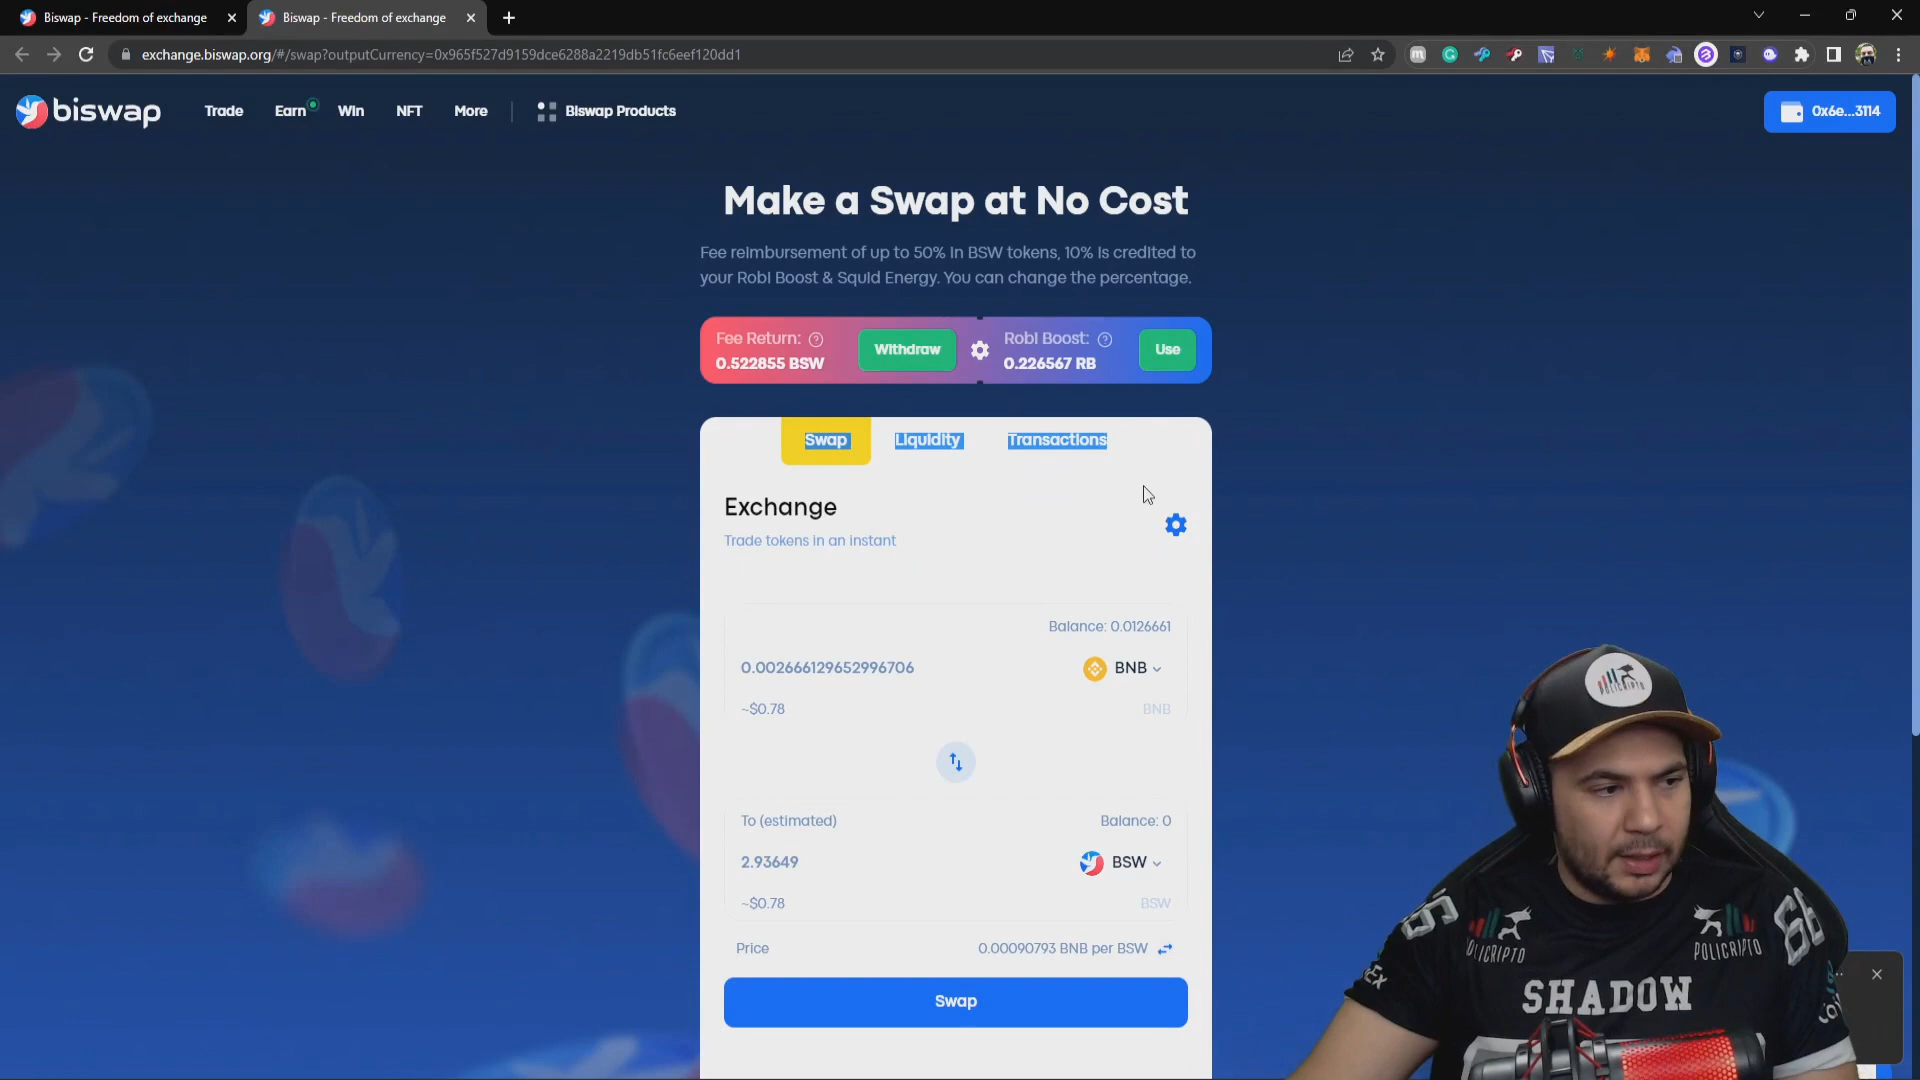 Biswap - Freedom of exchange
Biswap - Freedom of exchange
exchange.biswap.org/#/swap?outputCurrency=0x965f527d9159dce6288a2219db51fc6eef120dd1
biswap
Trade
Earn
Win
NFT
More
Biswap Products
0x6e...3114
Make a Swap at No Cost
Fee reimbursement of up to 50% in BSW tokens, 10% is credited to
your Robi Boost & Squid Energy. You can change the percentage.
Fee Return:
0.522855 BSW
Withdraw
Robi Boost:
0.226567 RB
Use
Swap
Liquidity
Transactions
Exchange
Trade tokens in an instant
Balance: 0.0126661
0.002666129652996706
BNB
~$0.78
BNB
To (estimated)
Balance: 0
2.93649
BSW
~$0.78
BSW
Price
0.00090793 BNB per BSW
Swap
POLICRIPTO
POLICRIPTO
POLICRIPTO
SHADOW